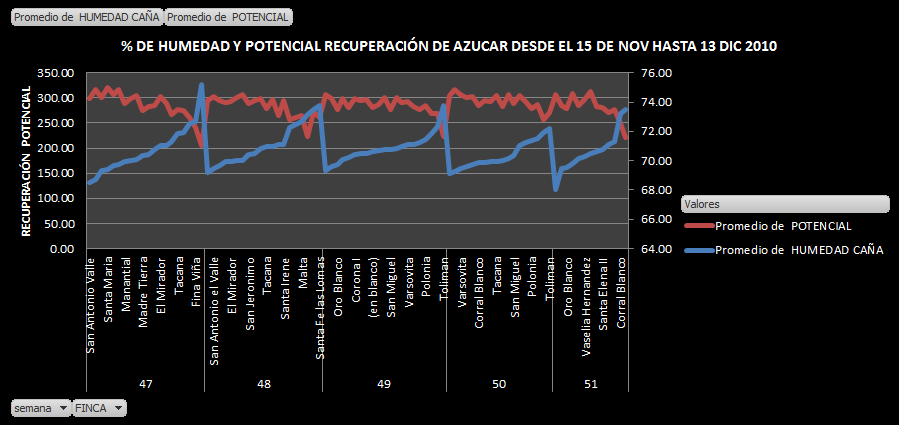 Promedio de HUMEDAD CAÑA
Promedio de POTENCIAL
% DE HUMEDAD Y POTENCIAL RECUPERACIÓN DE AZUCAR DESDE EL 15 DE NOV HASTA 13 DIC 2010
RECUPERACIÓN POTENCIAL
350.00
300.00
250.00
200.00
150.00
100.00
50.00
0.00
76.00
74.00
72.00
70.00
68.00
66.00
64.00
Valores
Promedio de POTENCIAL
Promedio de HUMEDAD CAÑA
San Antonio Valle
Santa Maria
Manantial
Madre Tierra
El Mirador
Tacana
Fina Viña
San Antonio el Valle
El Mirador
San Jeronimo
Tacana
Santa Irene
Malta
Santa Fe las Lomas
Oro Blanco
Corona I
(en blanco)
San Miguel
Varsovita
Polonia
Toliman
Varsovita
Corral Blanco
Tacana
San Miguel
Polonia
Toliman
Oro Blanco
Vaselia Hernandez
Santa Elena II
Corral Blanco
47
48
49
50
51
semana
FINCA